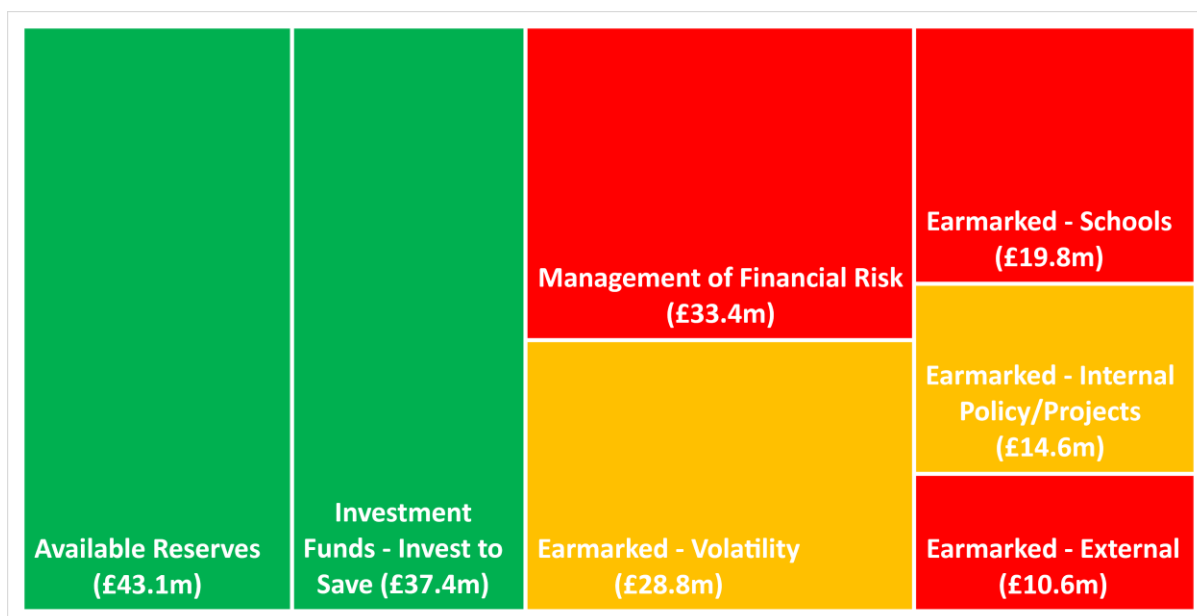 Available Reserves
(£43.1m)
Investment
Funds - Invest to
Save (£37.4m)
Management of Financial Risk
(£33.4m)
Earmarked - Volatility
(£28.8m)
Earmarked - Schools
(£19.8m)
Earmarked - Internal
Policy/Projects
(£14.6m)
Earmarked - External
(£10.6m)